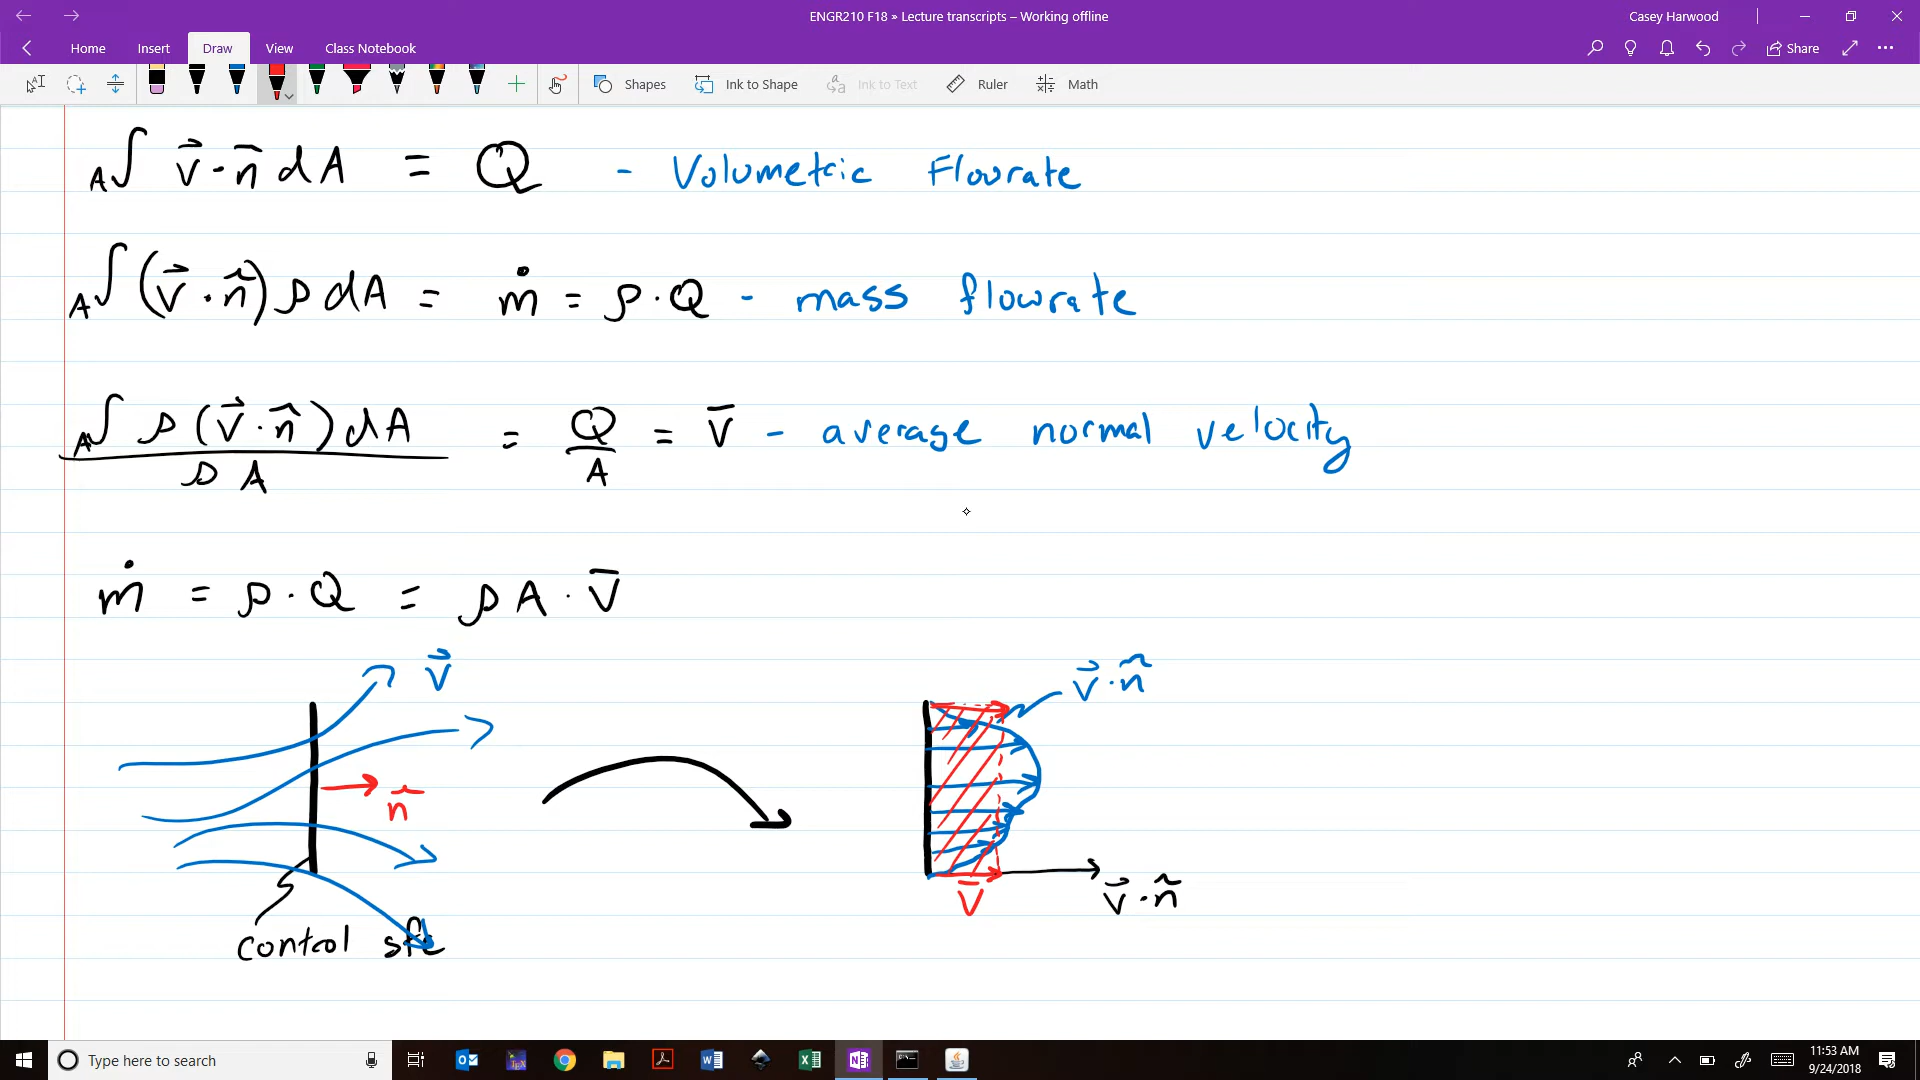 ENGR210 F18 » Lecture transcripts – Working offline
Casey Harwood
Home Insert Draw View Class Notebook
Share
Shapes Ink to Shape Ink to Text Ruler Math
A∫ v⃗ · n̂ dA = Q - Volumetric Flowrate
A∫ (v⃗ · n̂) ρ dA = ṁ = ρ · Q - mass flowrate
A∫ ρ (v⃗ · n̂) dA = Q = V̄ - average normal velocity
ρ A A
ṁ = ρ · Q = ρ A · V̄
V⃗
V⃗ · n̂
n̂
V̄
V⃗ · n̂
control sfc
Type here to search
11:53 AM
9/24/2018